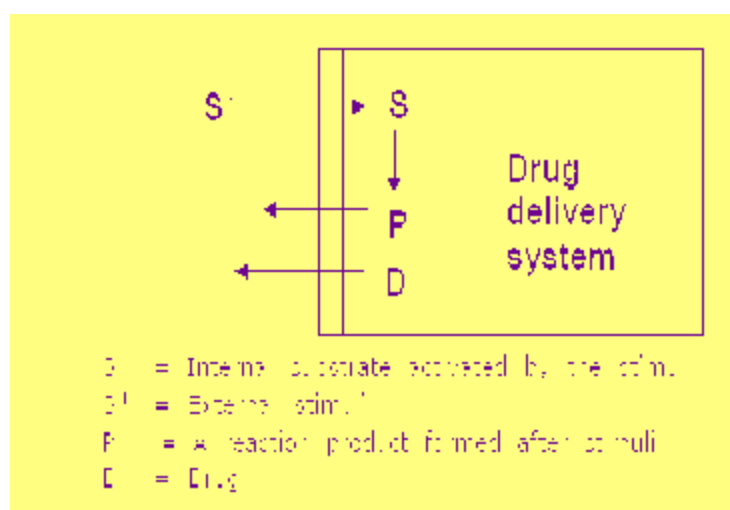 S'
S
Drug
delivery
system
P
D
S = Internal substrate activated by the stimuli
S' = External stimuli
P = A reaction product formed after stimuli
D = Drug